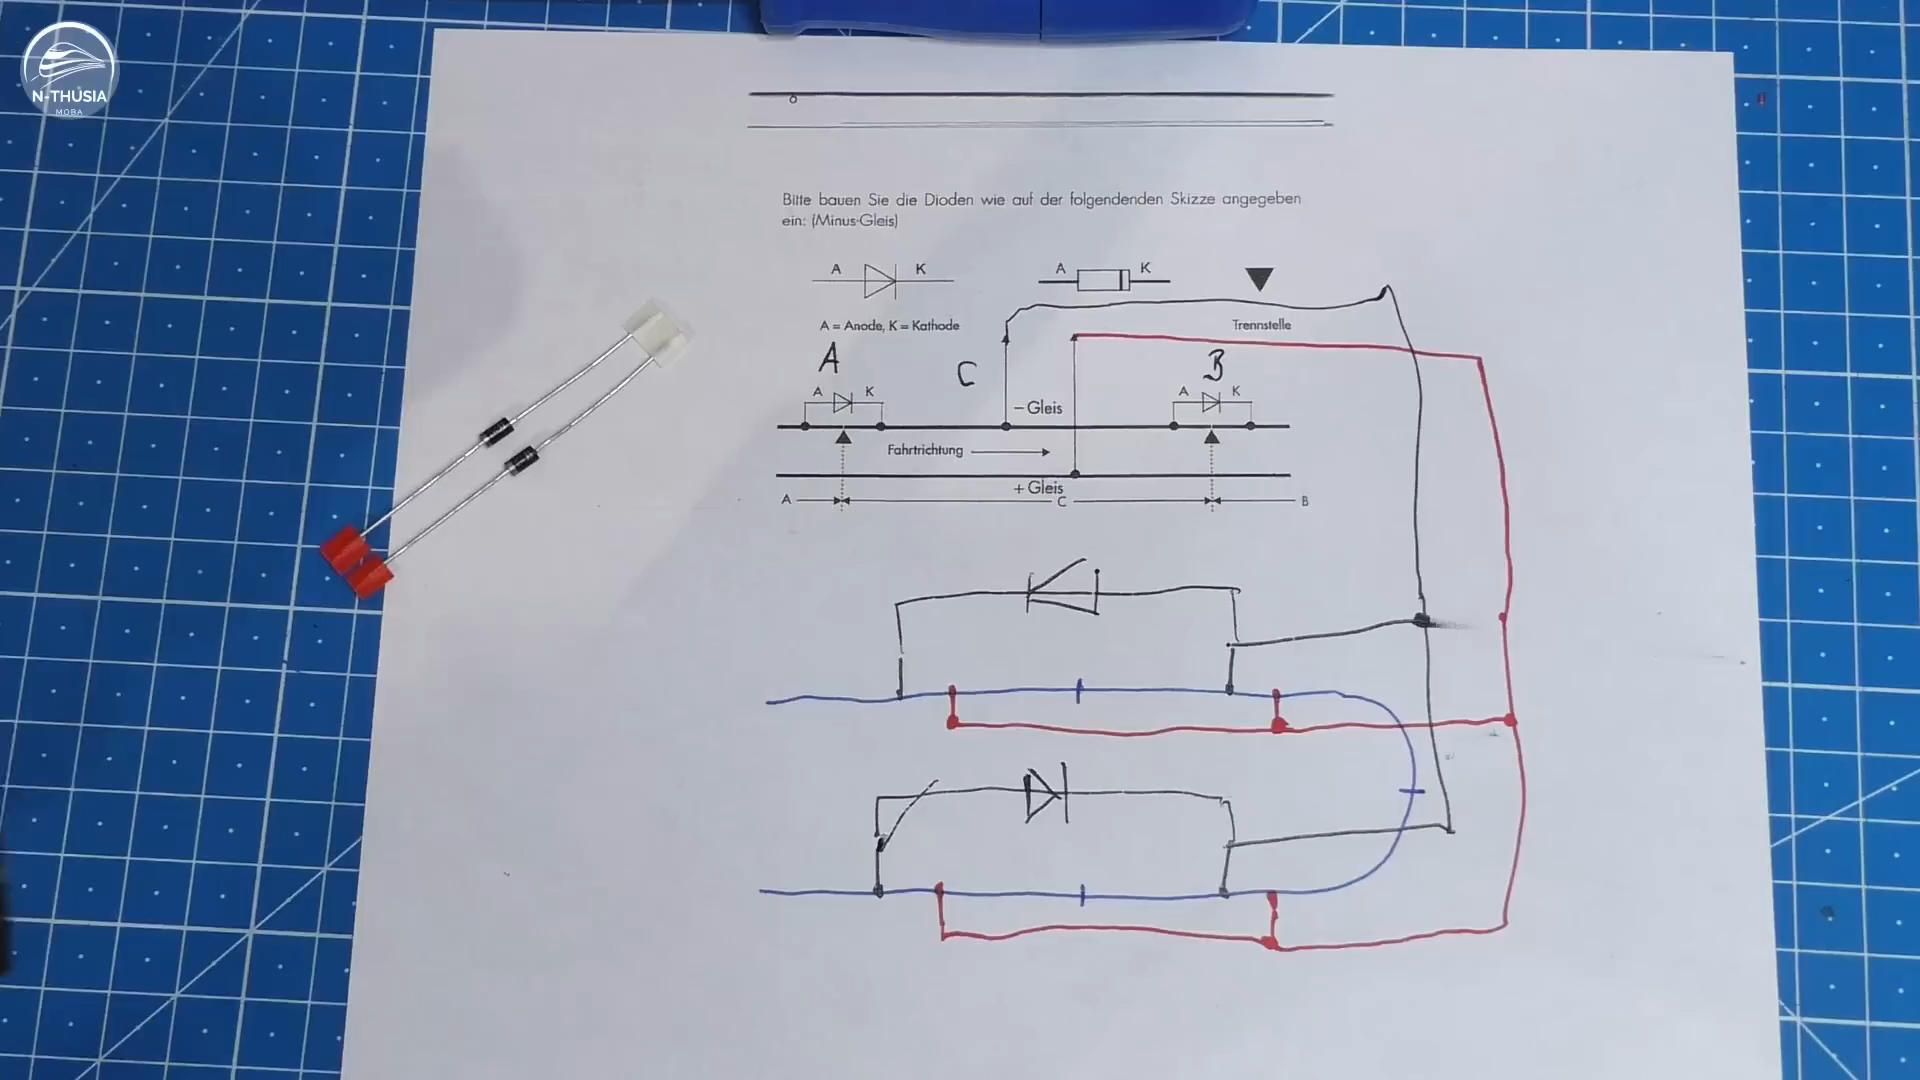 N-THUSIA
MOBA
Bitte bauen Sie die Dioden wie auf der folgendenden Skizze angegeben
ein: (Minus-Gleis)
A K
A K
A = Anode, K = Kathode
Trennstelle
A
C
B
A K
A K
– Gleis
Fahrtrichtung
+ Gleis
A
C
B